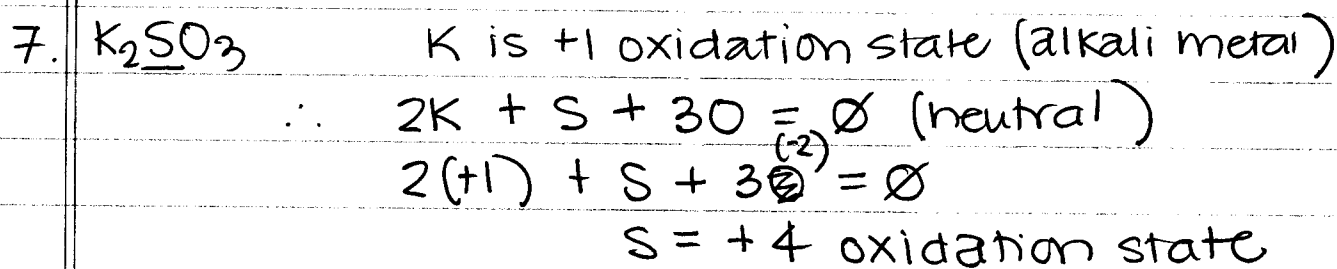 7. K₂SO₃ K is +1 oxidation state (alkali metal)
∴ 2K + S + 3O = Ø (neutral)
2(+1) + S + 3(-2) = Ø
S = +4 oxidation state